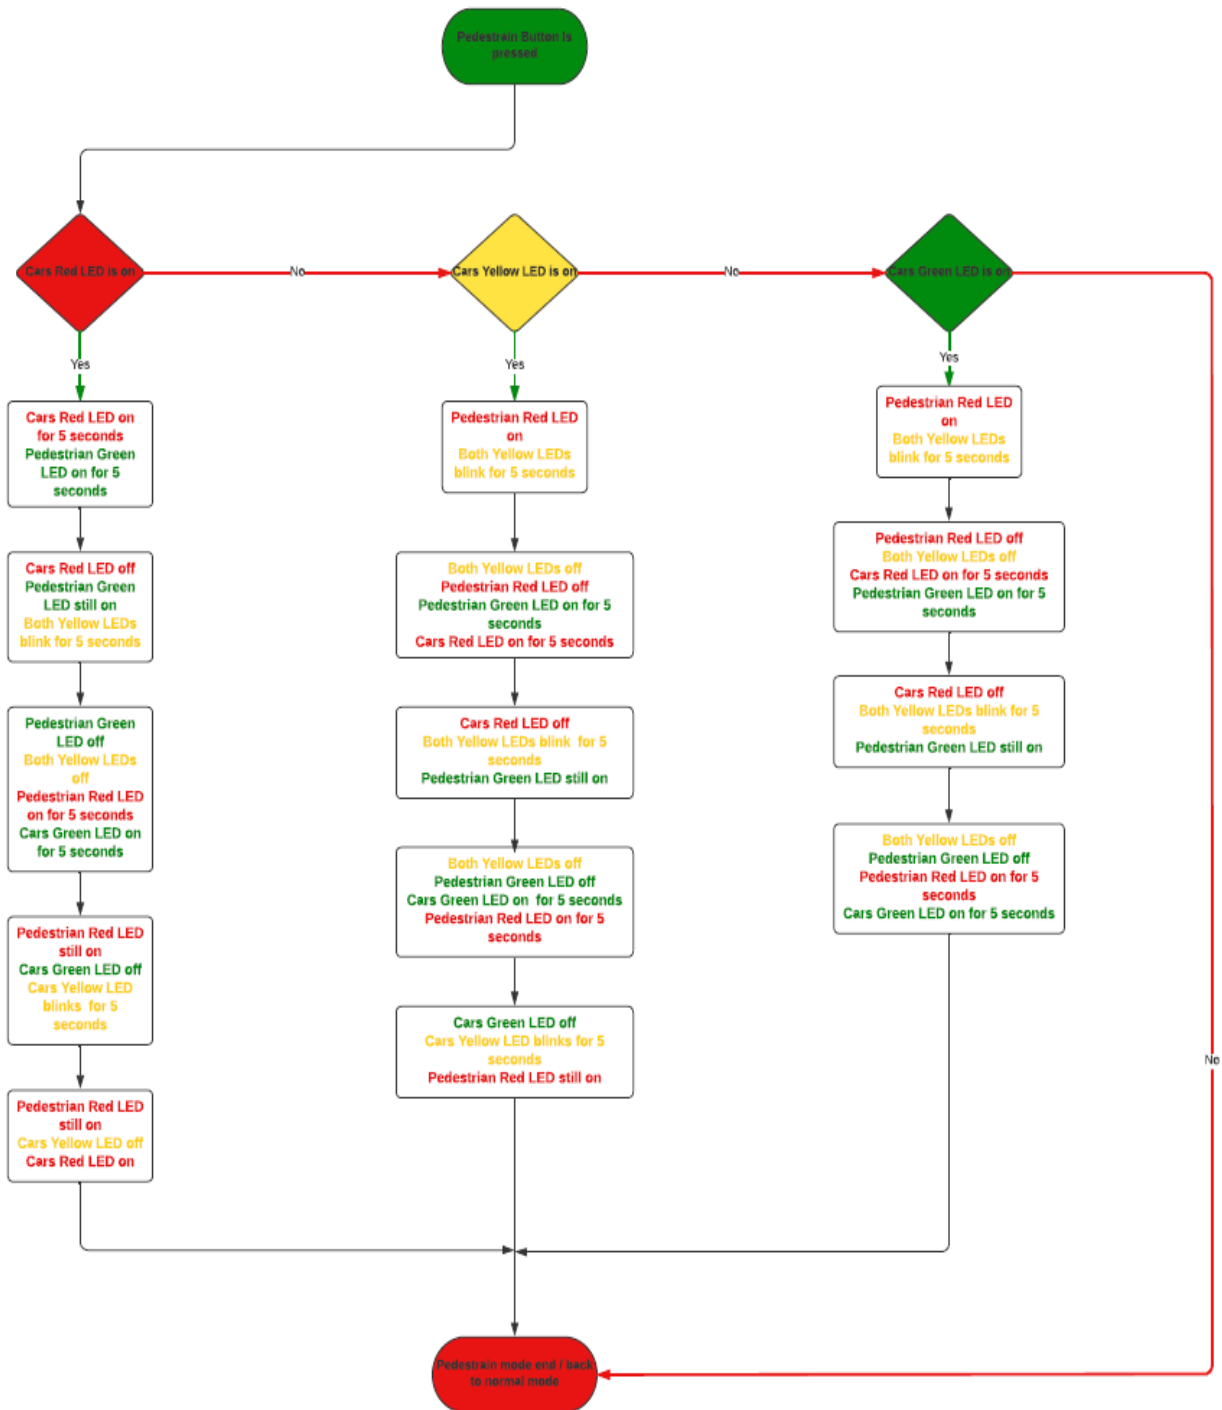 Pedestrain Button Is
pressed
Cars Red LED is on
No
Cars Yellow LED is on
No
Cars Green LED is on
Yes
Cars Red LED on
for 5 seconds
Pedestrian Green
LED on for 5
seconds
Cars Red LED off
Pedestrian Green
LED still on
Both Yellow LEDs
blink for 5 seconds
Pedestrian Green
LED off
Both Yellow LEDs
off
Pedestrian Red LED
on for 5 seconds
Cars Green LED on
for 5 seconds
Pedestrian Red LED
still on
Cars Green LED off
Cars Yellow LED
blinks for 5
seconds
Pedestrian Red LED
still on
Cars Yellow LED off
Cars Red LED on
Yes
Pedestrian Red LED
on
Both Yellow LEDs
blink for 5 seconds
Both Yellow LEDs off
Pedestrian Red LED off
Pedestrian Green LED on for 5
seconds
Cars Red LED on for 5 seconds
Cars Red LED off
Both Yellow LEDs blink for 5
seconds
Pedestrian Green LED still on
Both Yellow LEDs off
Pedestrian Green LED off
Cars Green LED on for 5 seconds
Pedestrian Red LED on for 5
seconds
Cars Green LED off
Cars Yellow LED blinks for 5
seconds
Pedestrian Red LED still on
Yes
Pedestrian Red LED
on
Both Yellow LEDs
blink for 5 seconds
Pedestrian Red LED off
Both Yellow LEDs off
Cars Red LED on for 5 seconds
Pedestrian Green LED on for 5
seconds
Cars Red LED off
Both Yellow LEDs blink for 5
seconds
Pedestrian Green LED still on
Both Yellow LEDs off
Pedestrian Green LED off
Pedestrian Red LED on for 5
seconds
Cars Green LED on for 5 seconds
No
Pedestrain mode end / back
to normal mode